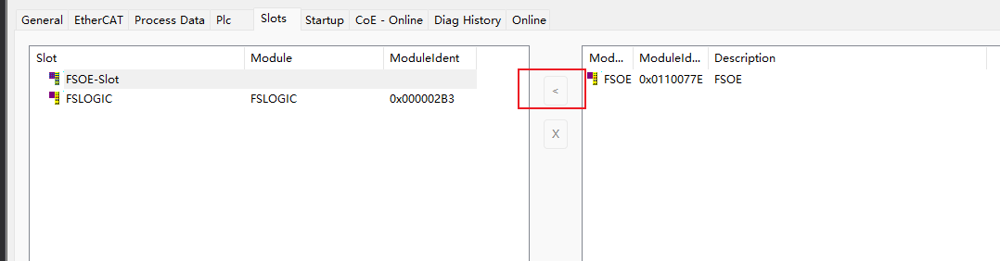 General EtherCAT Process Data Plc Slots Startup CoE - Online Diag History Online
Slot Module ModuleIdent
FSOE-Slot
FSLOGIC FSLOGIC 0x000002B3
<
X
Mod... ModuleId... Description
FSOE 0x0110077E FSOE